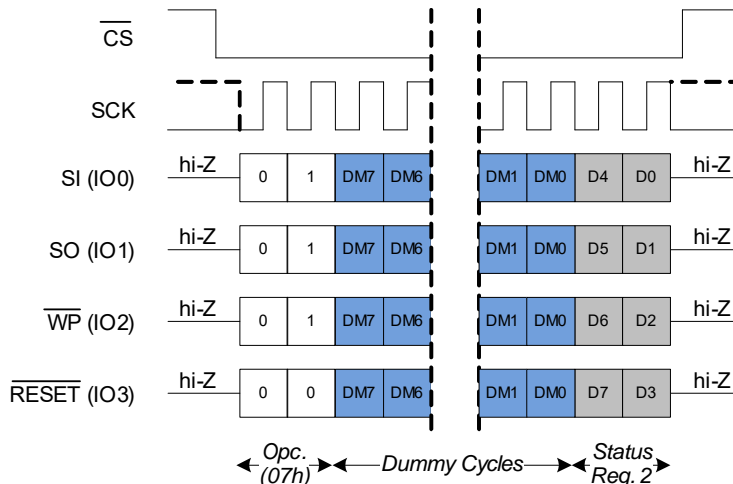 CS
SCK
SI (IO0) hi-Z 0 1 DM7 DM6 DM1 DM0 D4 D0 hi-Z
SO (IO1) hi-Z 0 1 DM7 DM6 DM1 DM0 D5 D1 hi-Z
WP (IO2) hi-Z 0 1 DM7 DM6 DM1 DM0 D6 D2 hi-Z
RESET (IO3) hi-Z 0 0 DM7 DM6 DM1 DM0 D7 D3 hi-Z
Opc. (07h)
Dummy Cycles
Status Reg. 2